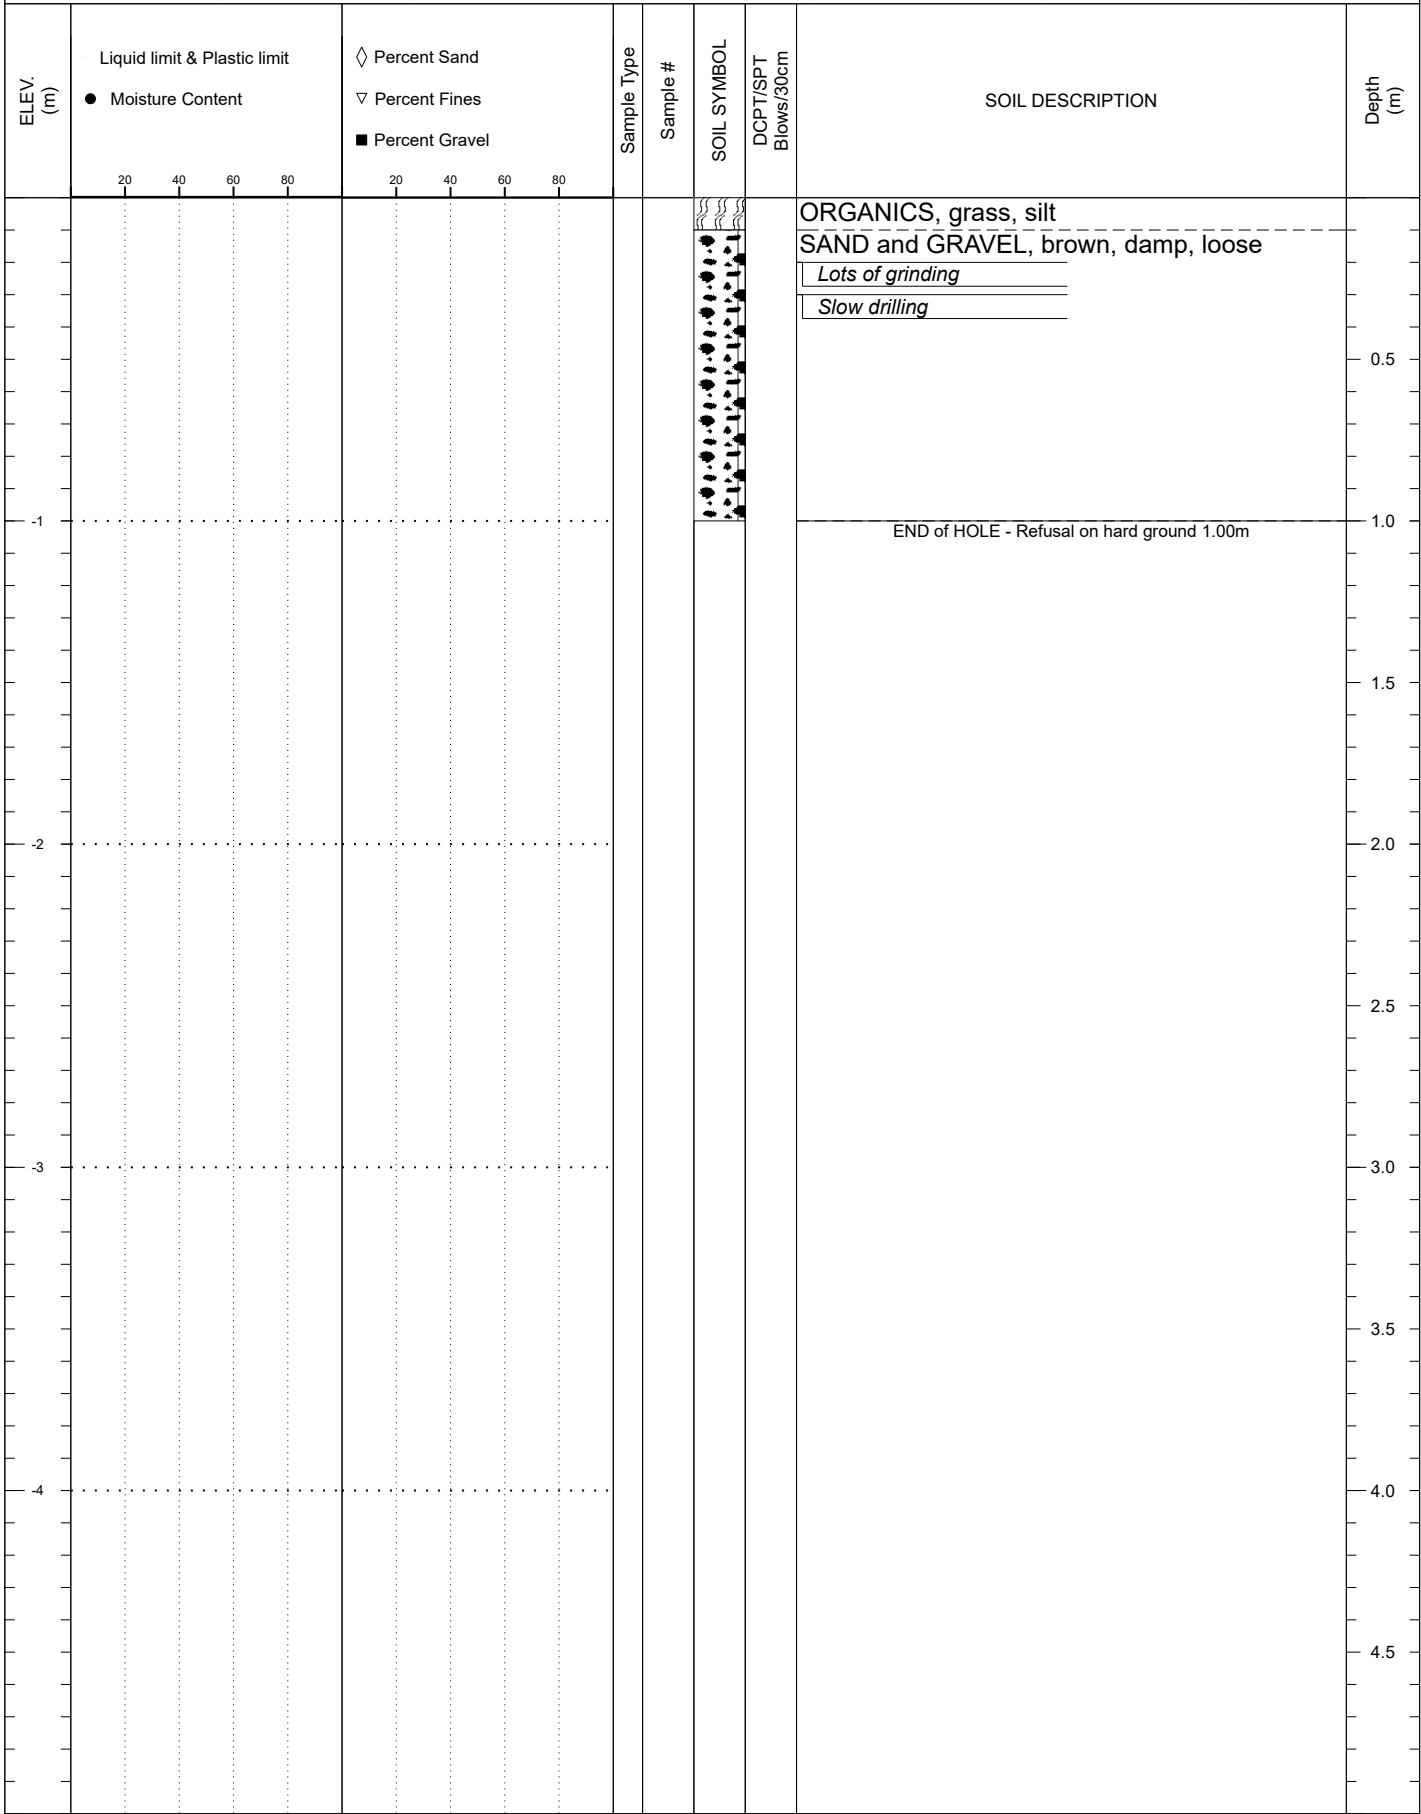 ELEV.
(m)
Liquid limit & Plastic limit
Moisture Content
20 40 60 80
Percent Sand
Percent Fines
Percent Gravel
20 40 60 80
Sample Type
Sample #
SOIL SYMBOL
DCPT/SPT
Blows/30cm
SOIL DESCRIPTION
Depth
(m)
ORGANICS, grass, silt
SAND and GRAVEL, brown, damp, loose
Lots of grinding
Slow drilling
0.5
-1
1.0
END of HOLE - Refusal on hard ground 1.00m
1.5
-2
2.0
2.5
-3
3.0
3.5
-4
4.0
4.5